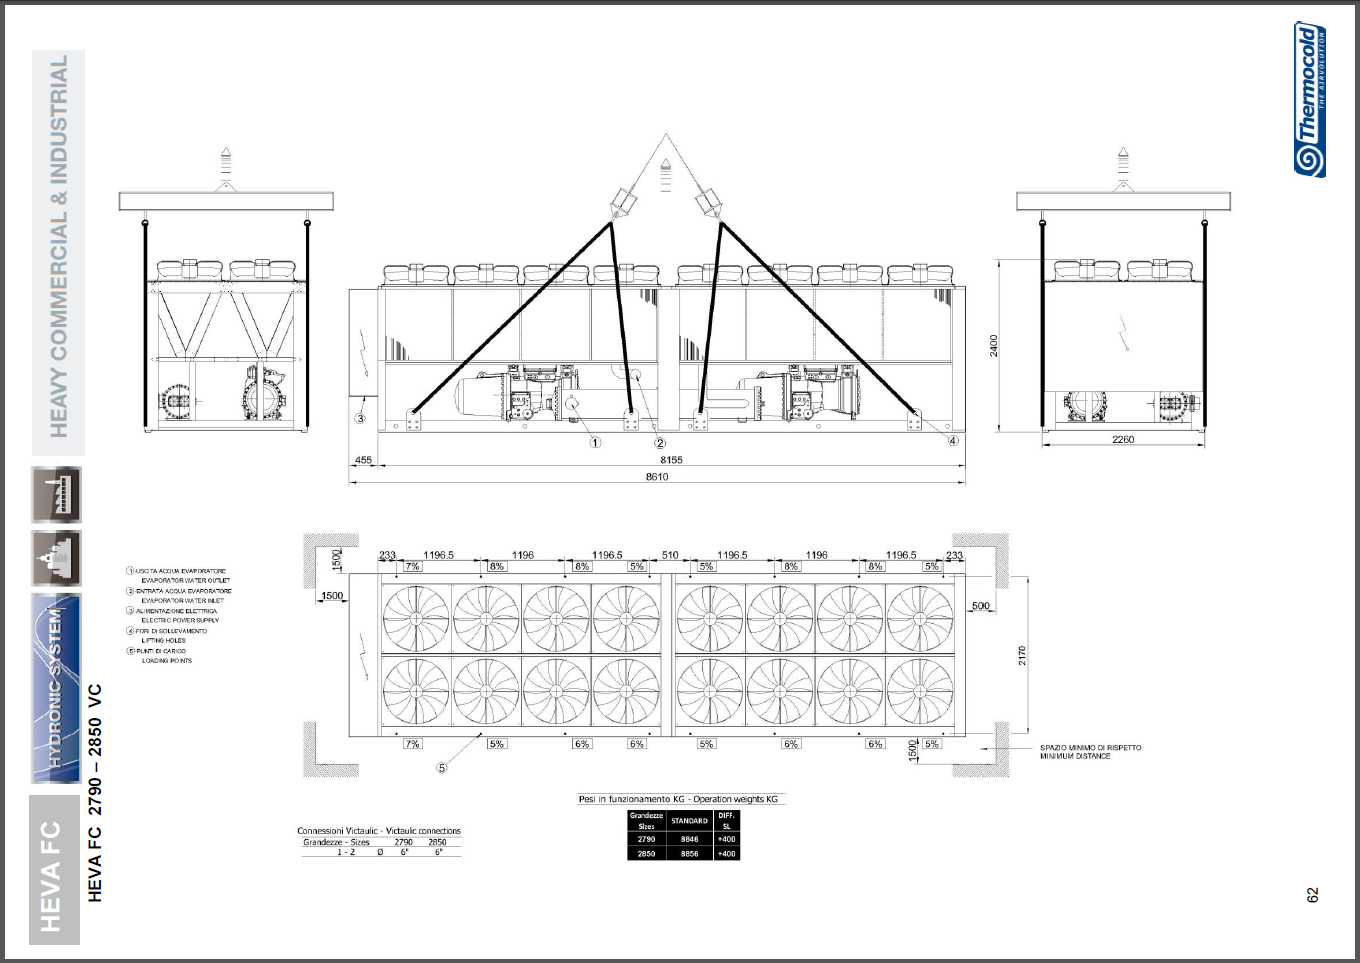 HEAVY COMMERCIAL & INDUSTRIAL
Thermocold
THE AIRVOLUTION
HYDRONIC SYSTEM
HEVA FC
HEVA FC 2790 – 2850 VC
3
1
2
4
455
8155
8610
2400
2260
1500
233
1196.5
1196
1196.5
510
1196.5
1196
1196.5
233
7%
8%
8%
5%
5%
8%
8%
5%
1500
500
2170
7%
5%
6%
6%
5%
6%
6%
5%
1500
5
SPAZIO MINIMO DI RISPETTO
MINIMUM DISTANCE
1 -USCITA ACQUA EVAPORATORE
EVAPORATOR WATER OUTLET
2 -ENTRATA ACQUA EVAPORATORE
EVAPORATOR WATER INLET
3 -ALIMENTAZIONE ELETTRICA
ELECTRIC POWER SUPPLY
4 -FORI DI SOLLEVAMENTO
LIFTING HOLES
5 -PUNTI DI CARICO
LOADING POINTS
Pesi in funzionamento KG - Operation weights KG
Grandezze Sizes STANDARD DIFF. SL
2790 8846 +400
2850 8856 +400
Connessioni Victaulic - Victaulic connections
Grandezze - Sizes 2790 2850
1 - 2 Ø 6" 6"
62